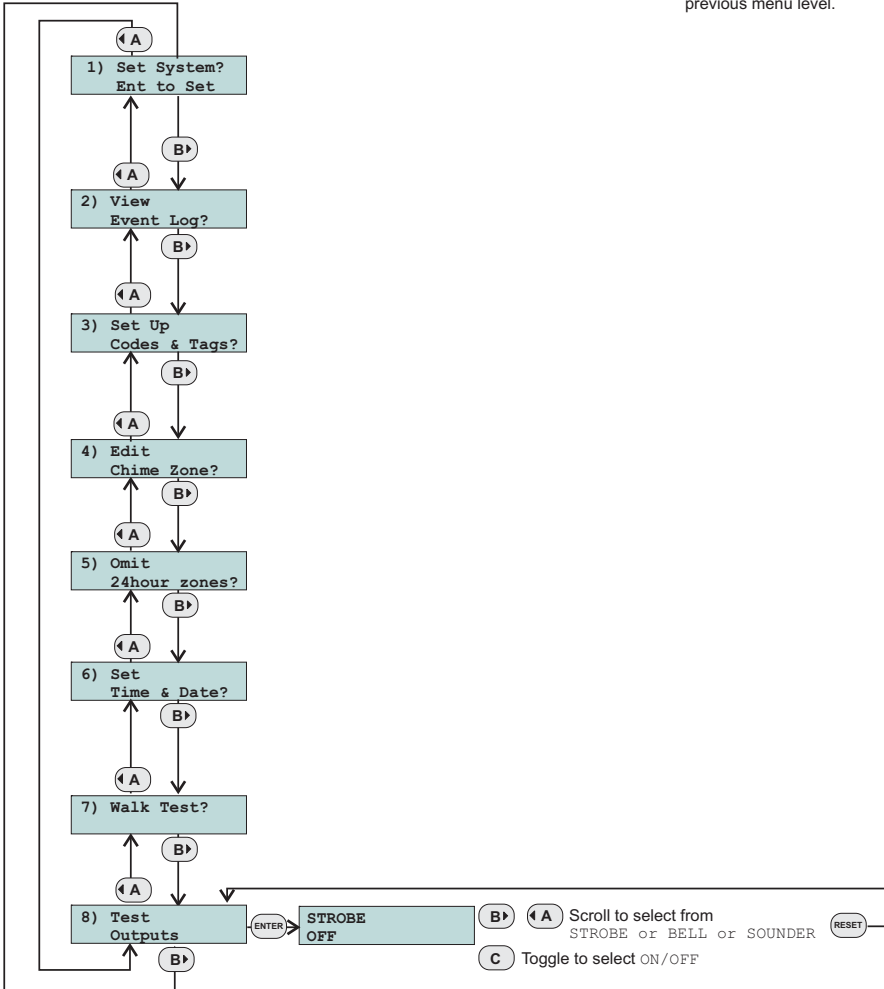 previous menu level.
A
1) Set System?
Ent to Set
B
A
2) View
Event Log?
B
A
3) Set Up
Codes & Tags?
B
A
4) Edit
Chime Zone?
B
A
5) Omit
24hour zones?
B
A
6) Set
Time & Date?
B
A
7) Walk Test?
B
A
8) Test
Outputs
ENTER
STROBE
OFF
B A Scroll to select from
STROBE or BELL or SOUNDER
RESET
C Toggle to select ON/OFF
B